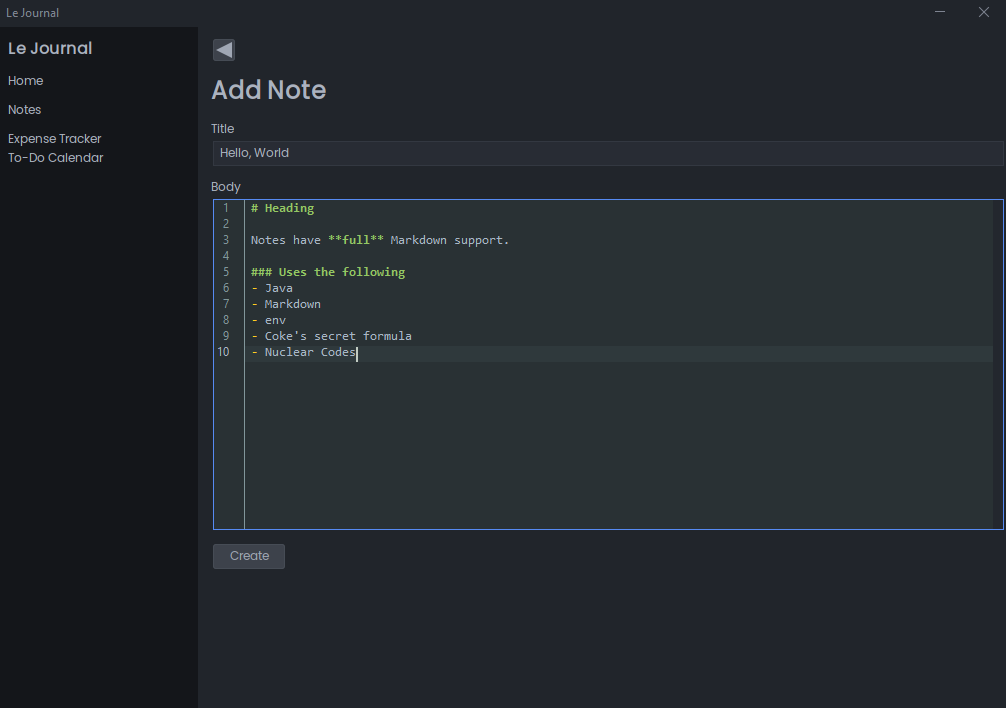 Le Journal
Le Journal
Home
Notes
Expense Tracker
To-Do Calendar
Add Note
Title
Hello, World
Body
1 # Heading
2
3 Notes have **full** Markdown support.
4
5 ### Uses the following
6 - Java
7 - Markdown
8 - env
9 - Coke's secret formula
10 - Nuclear Codes
Create